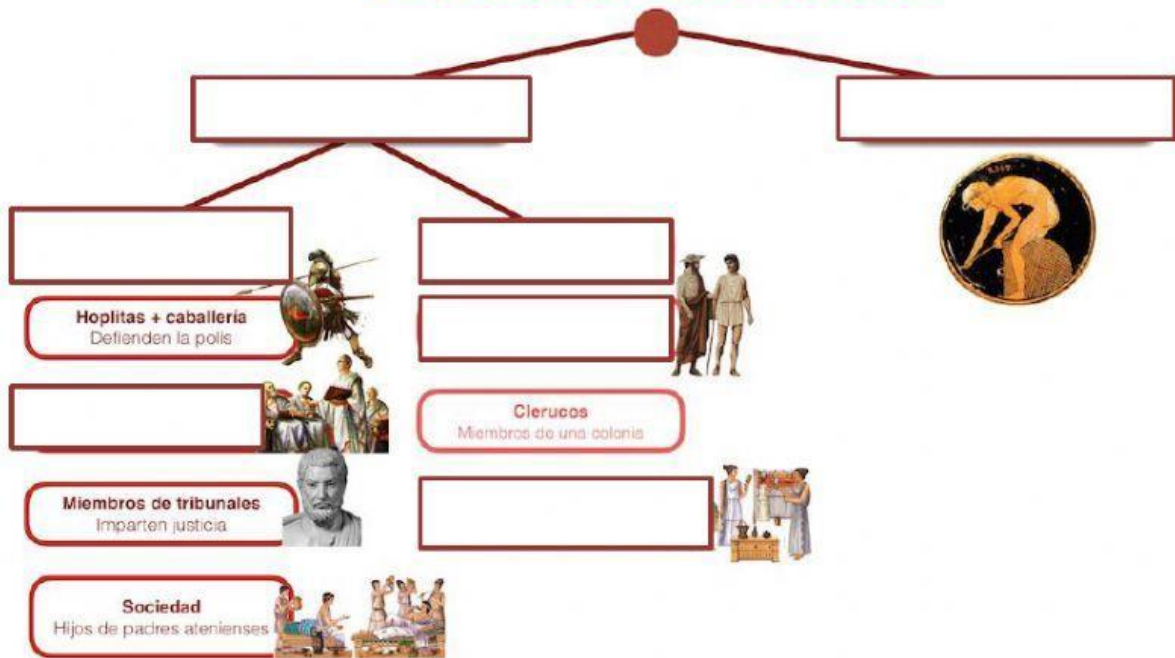 Hoplitas + caballería
Defienden la polis
Clerucos
Miembros de una colonia
Miembros de tribunales
Imparten justicia
Sociedad
Hijos de padres atenienses